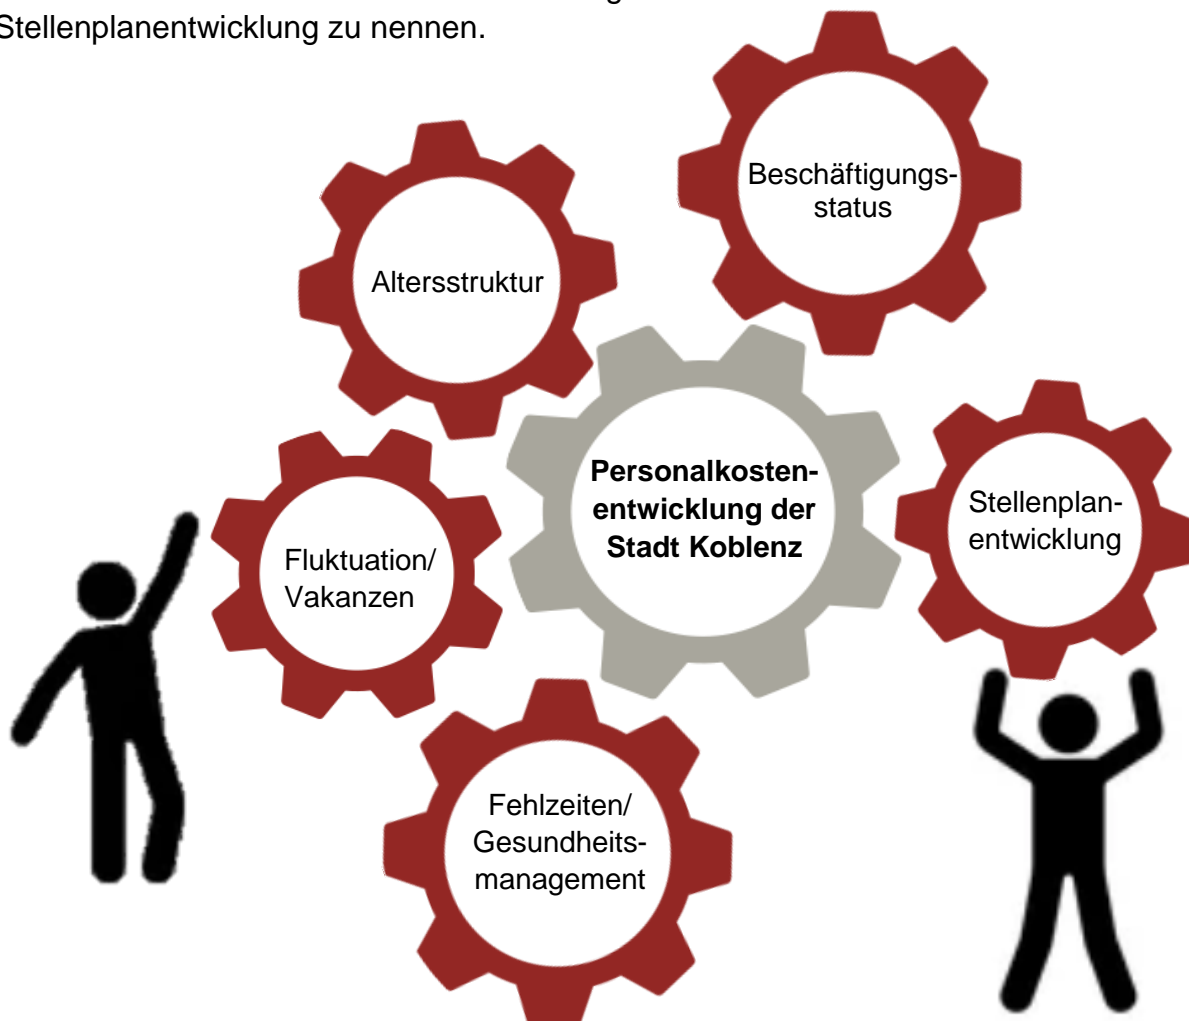 Stellenplanentwicklung zu nennen.
Beschäftigungs-
status
Altersstruktur
Personalkosten-
entwicklung der
Stadt Koblenz
Stellenplan-
entwicklung
Fluktuation/
Vakanzen
Fehlzeiten/
Gesundheits-
management